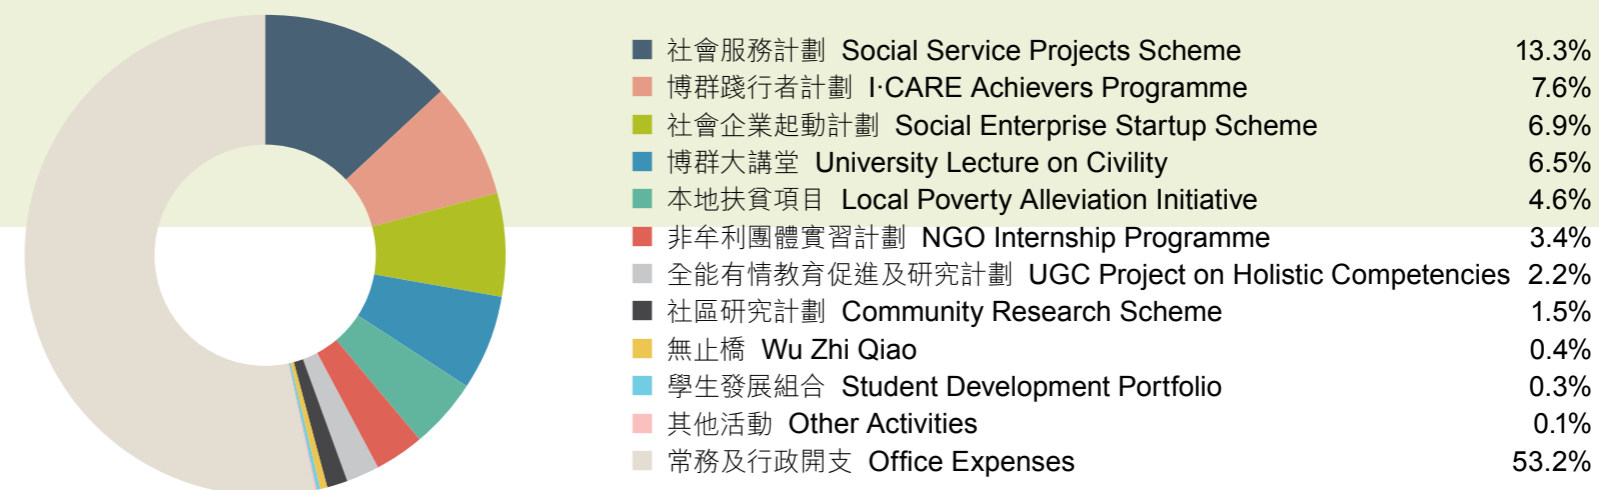 社會服務計劃 Social Service Projects Scheme 13.3%
博群踐行者計劃 I·CARE Achievers Programme 7.6%
社會企業起動計劃 Social Enterprise Startup Scheme 6.9%
博群大講堂 University Lecture on Civility 6.5%
本地扶貧項目 Local Poverty Alleviation Initiative 4.6%
非牟利團體實習計劃 NGO Internship Programme 3.4%
全能有情教育促進及研究計劃 UGC Project on Holistic Competencies 2.2%
社區研究計劃 Community Research Scheme 1.5%
無止橋 Wu Zhi Qiao 0.4%
學生發展組合 Student Development Portfolio 0.3%
其他活動 Other Activities 0.1%
常務及行政開支 Office Expenses 53.2%